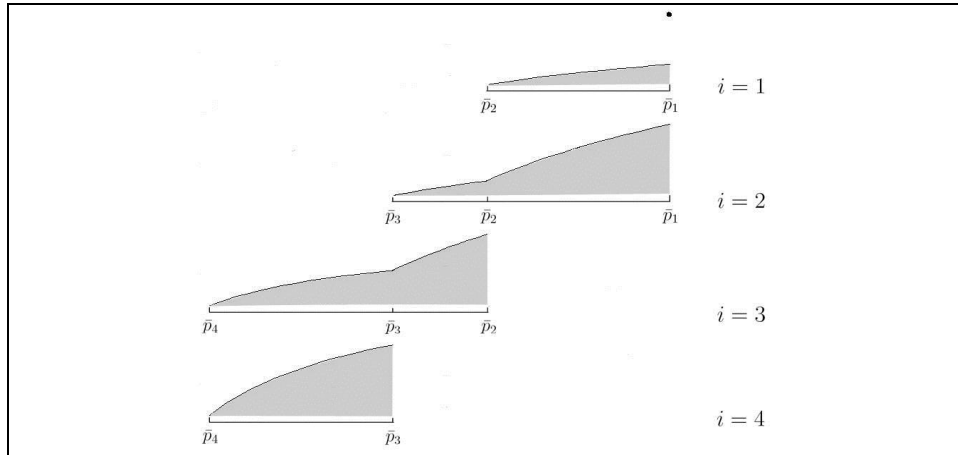 i = 1
p̄₂ p̄₁
i = 2
p̄₃ p̄₂ p̄₁
i = 3
p̄₄ p̄₃ p̄₂
i = 4
p̄₄ p̄₃